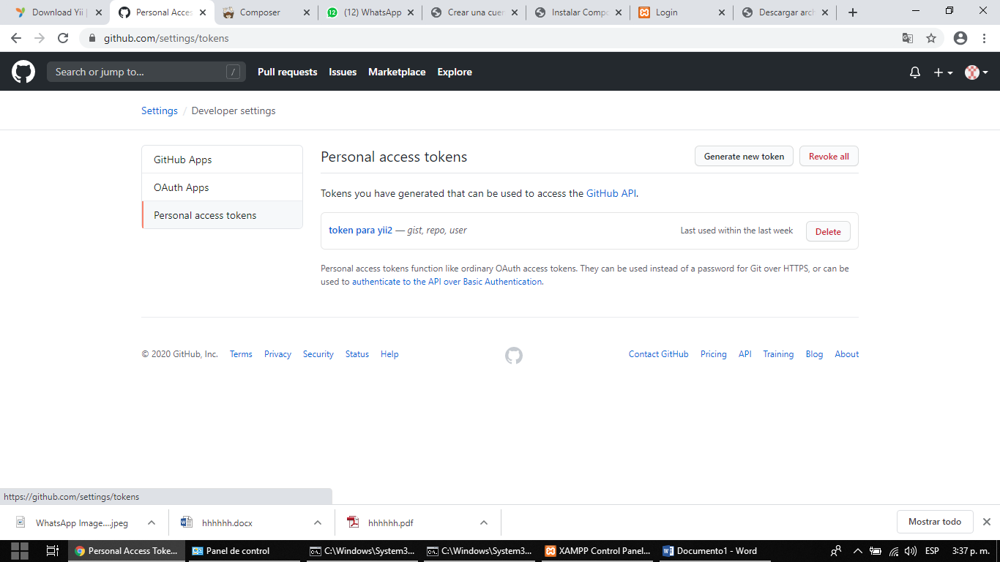 Download Yii |
Personal Acces
Composer
(12) WhatsApp
Crear una cuen
Instalar Compo
Login
Descargar arch
github.com/settings/tokens
Search or jump to... /
Pull requests
Issues
Marketplace
Explore
Settings / Developer settings
GitHub Apps
OAuth Apps
Personal access tokens
Personal access tokens
Generate new token
Revoke all
Tokens you have generated that can be used to access the GitHub API.
token para yii2 — gist, repo, user
Last used within the last week
Delete
Personal access tokens function like ordinary OAuth access tokens. They can be used instead of a password for Git over HTTPS, or can be
used to authenticate to the API over Basic Authentication.
© 2020 GitHub, Inc.
Terms
Privacy
Security
Status
Help
Contact GitHub
Pricing
API
Training
Blog
About
https://github.com/settings/tokens
WhatsApp Image....jpeg
hhhhhh.docx
hhhhhh.pdf
Mostrar todo
Personal Access Toke...
Panel de control
C:\Windows\System3...
C:\Windows\System3...
XAMPP Control Panel...
Documento1 - Word
ESP
3:37 p. m.